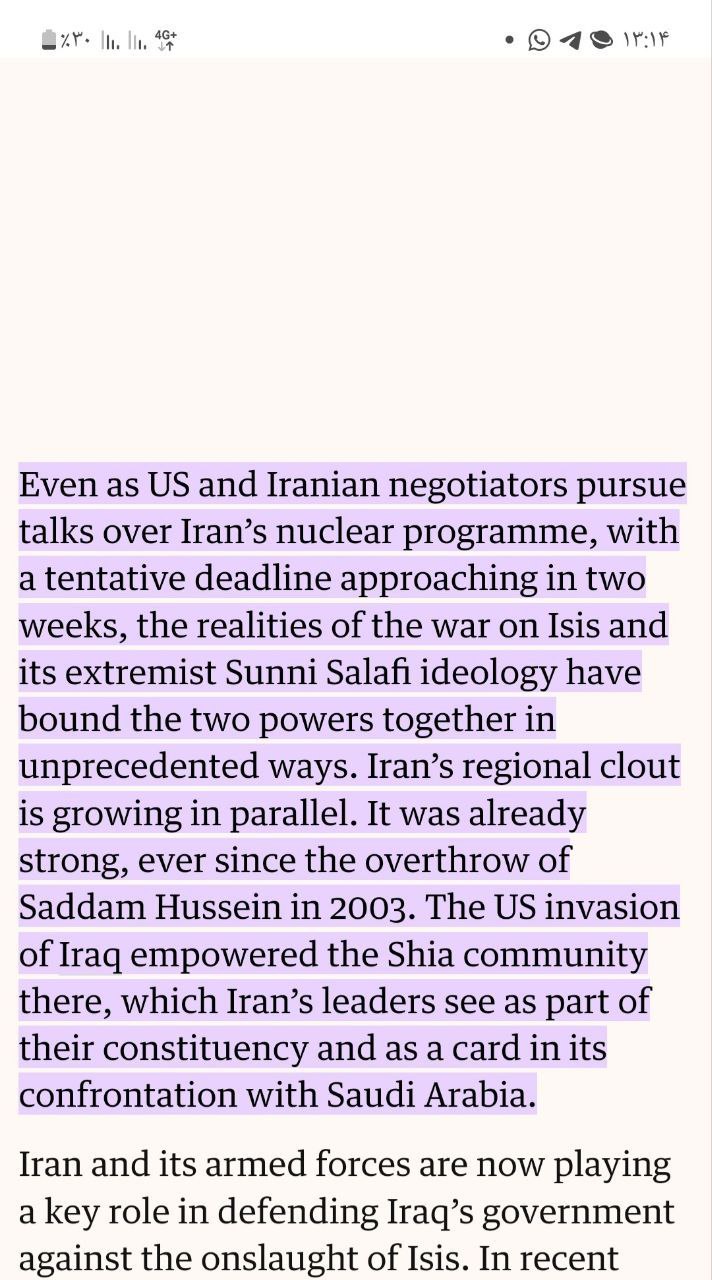 ٪۳۰ 4G+ ۱۳:۱۴
Even as US and Iranian negotiators pursue
talks over Iran’s nuclear programme, with
a tentative deadline approaching in two
weeks, the realities of the war on Isis and
its extremist Sunni Salafi ideology have
bound the two powers together in
unprecedented ways. Iran’s regional clout
is growing in parallel. It was already
strong, ever since the overthrow of
Saddam Hussein in 2003. The US invasion
of Iraq empowered the Shia community
there, which Iran’s leaders see as part of
their constituency and as a card in its
confrontation with Saudi Arabia.
Iran and its armed forces are now playing
a key role in defending Iraq’s government
against the onslaught of Isis. In recent